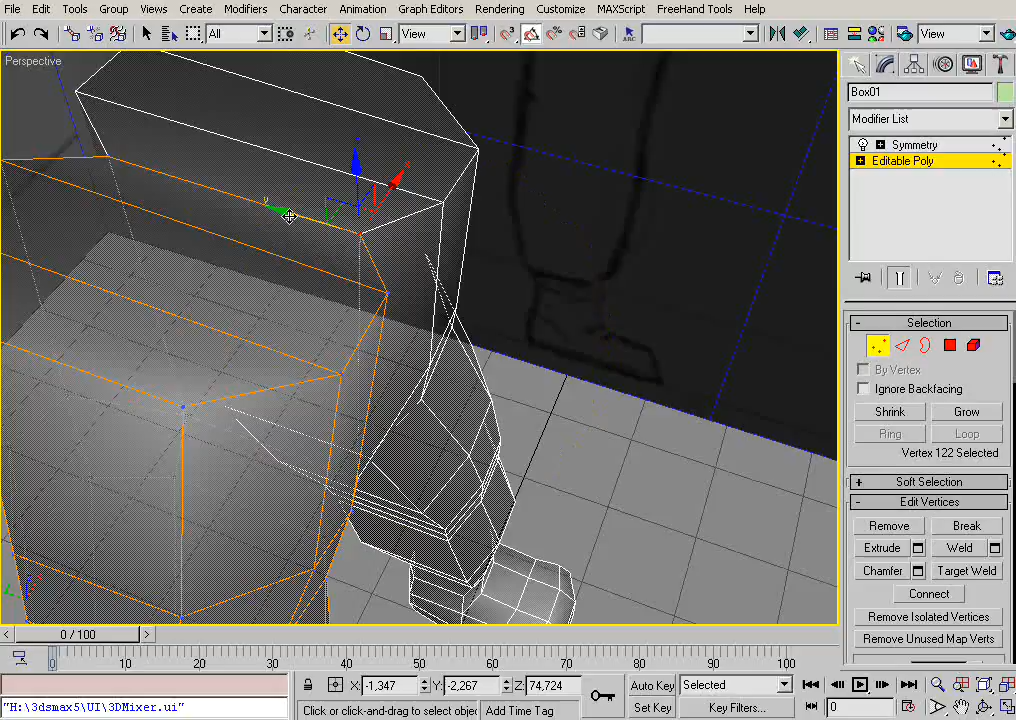 File Edit Tools Group Views Create Modifiers Character Animation Graph Editors Rendering Customize MAXScript FreeHand Tools Help
All View View
Perspective
Box01
Modifier List
Symmetry
Editable Poly
Selection
By Vertex
Ignore Backfacing
Shrink Grow
Ring Loop
Vertex 122 Selected
Soft Selection
Edit Vertices
Remove Break
Extrude Weld
Chamfer Target Weld
Connect
Remove Isolated Vertices
Remove Unused Map Verts
z
x
y
< 0 / 100 >
0 10 20 30 40 50 60 70 80 90 100
X: -1,347 Y: -2,267 Z: 74,724 Auto Key Selected
"H:\3dsmax5\UI\3DMixer.ui" Click or click-and-drag to select objec Add Time Tag Set Key Key Filters... 0